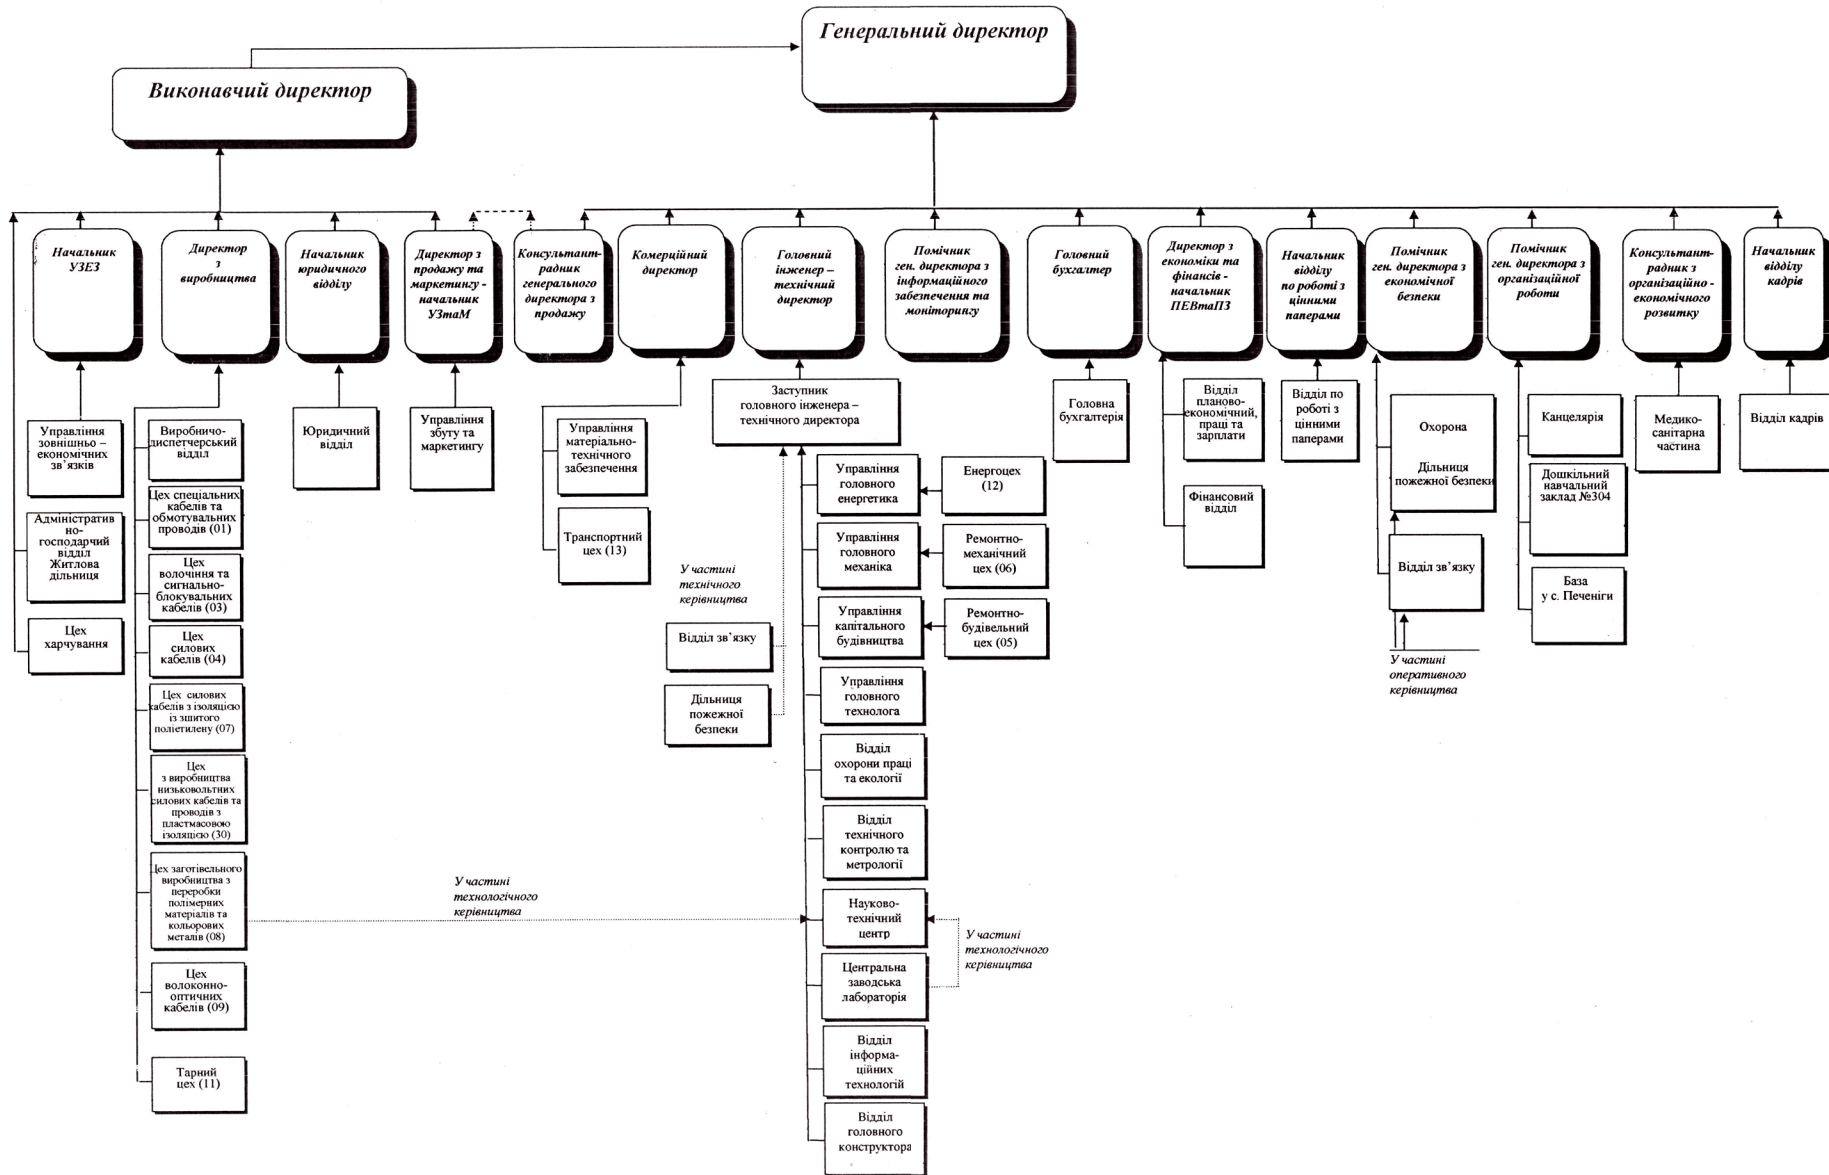 Генеральний директор
Виконавчий директор
Начальник
УЗЕЗ
Директор
з
виробництва
Начальник
юридичного
відділу
Директор з
продажу та
маркетингу -
начальник
УЗтаМ
Консультант-
радник
генерального
директора з
продажу
Комерційний
директор
Головний
інженер –
технічний
директор
Помічник
ген. директора з
інформаційного
забезпечення та
моніторингу
Головний
бухгалтер
Директор з
економіки та
фінансів -
начальник
ПЕВтаПЗ
Начальник
відділу
по роботі з
цінними
паперами
Помічник
ген. директора з
економічної
безпеки
Помічник
ген. директора з
організаційної
роботи
Консультант-
радник з
організаційно -
економічного
розвитку
Начальник
відділу
кадрів
Управління
зовнішньо –
економічних
зв’язків
Адміністратив
но-
господарчий
відділ
Житлова
дільниця
Цех
харчування
Виробничо-
диспетчерський
відділ
Цех спеціальних
кабелів та
обмотувальних
проводів (01)
Цех
волочіння та
сигнально-
блокувальних
кабелів (03)
Цех
силових
кабелів (04)
Цех силових
кабелів з ізоляцією
із зшитого
поліетилену (07)
Цех
з виробництва
низьковольтних
силових кабелів та
проводів з
пластмасовою
ізоляцією (30)
Цех заготівельного
виробництва з
переробки
полімерних
матеріалів та
кольорових
металів (08)
Цех
волоконно-
оптичних
кабелів (09)
Тарний
цех (11)
Юридичний
відділ
Управління
збуту та
маркетингу
Управління
матеріально-
технічного
забезпечення
Транспортний
цех (13)
Заступник
головного інженера –
технічного директора
У частині
технічного
керівництва
Відділ зв’язку
Дільниця
пожежної
безпеки
Управління
головного
енергетика
Енергоцех
(12)
Управління
головного
механіка
Ремонтно-
механічний
цех (06)
Управління
капітального
будівництва
Ремонтно-
будівельний
цех (05)
Управління
головного
технолога
Відділ
охорони праці
та екології
Відділ
технічного
контролю та
метрології
У частині
технологічного
керівництва
Науково-
технічний
центр
У частині
технологічного
керівництва
Центральна
заводська
лабораторія
Відділ
інформа-
ційних
технологій
Відділ
головного
конструктора
Головна
бухгалтерія
Відділ
планово-
економічний,
праці та
зарплати
Фінансовий
відділ
Відділ по
роботі з
цінними
паперами
Охорона
Дільниця
пожежної безпеки
Відділ зв’язку
У частині
оперативного
керівництва
Канцелярія
Дошкільний
навчальний
заклад №304
База
у с. Печеніги
Медико-
санітарна
частина
Відділ кадрів